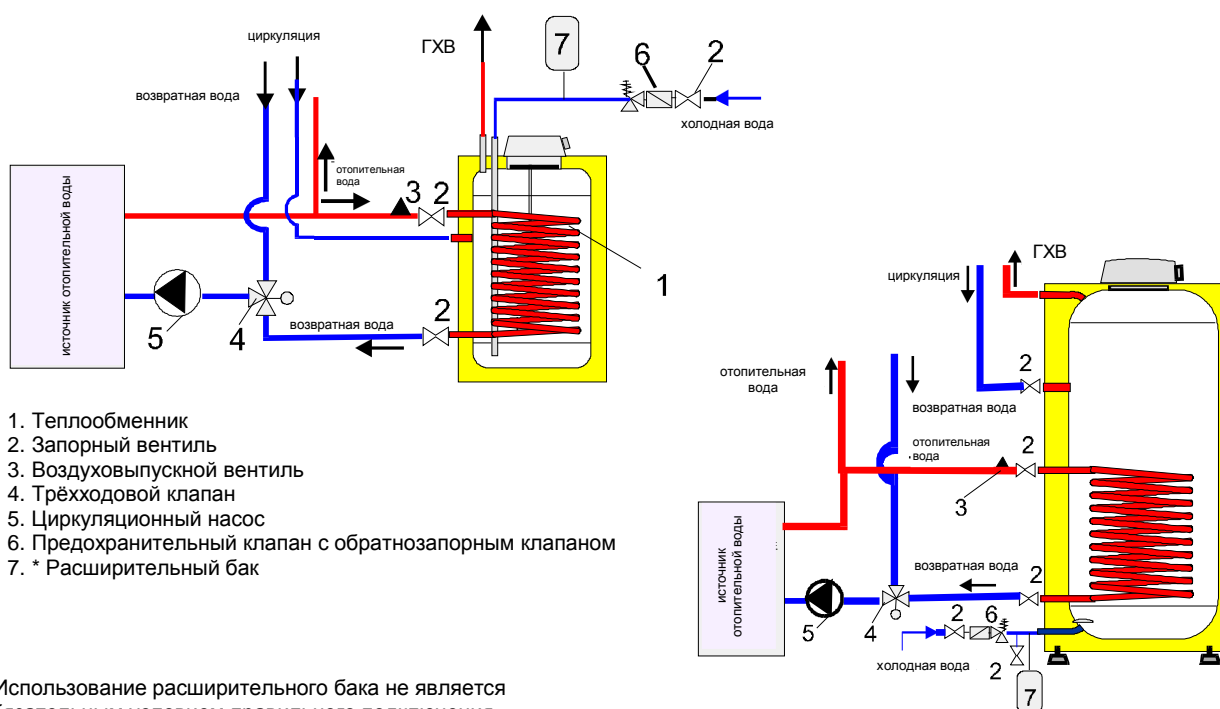 циркуляция
ГХВ
7
6
2
возвратная вода
холодная вода
источник отопительной воды
отопительная
вода
3
2
1
2
5
4
возвратная вода
1. Теплообменник
2. Запорный вентиль
3. Воздуховыпускной вентиль
4. Трёхходовой клапан
5. Циркуляционный насос
6. Предохранительный клапан с обратнозапорным клапаном
7. * Расширительный бак
Использование расширительного бака не является
ГХВ
циркуляция
2
отопительная
вода
возвратная вода
отопительная
вода
2
3
источник
отопительной воды
возвратная вода
2
5
4
2
6
холодная вода
2
7